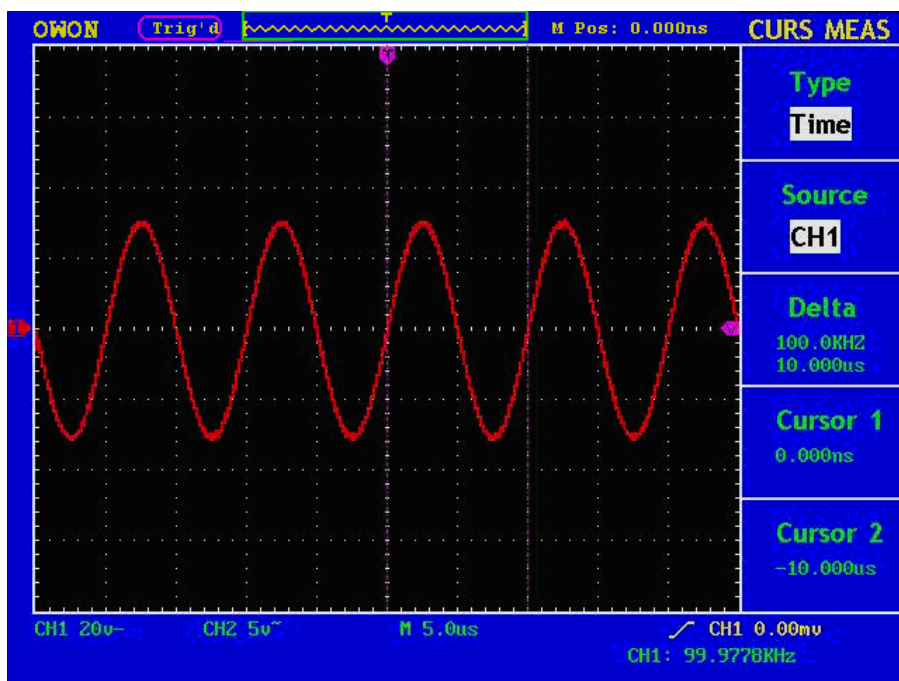 OWON Trig'd T M Pos: 0.000ns CURS MEAS
T
Type
Time
Source
CH1
1
Delta
100.0KHZ
10.000us
Cursor 1
0.000ns
Cursor 2
-10.000us
CH1 20v- CH2 5v~ M 5.0us CH1 0.00mv
CH1: 99.9778KHz